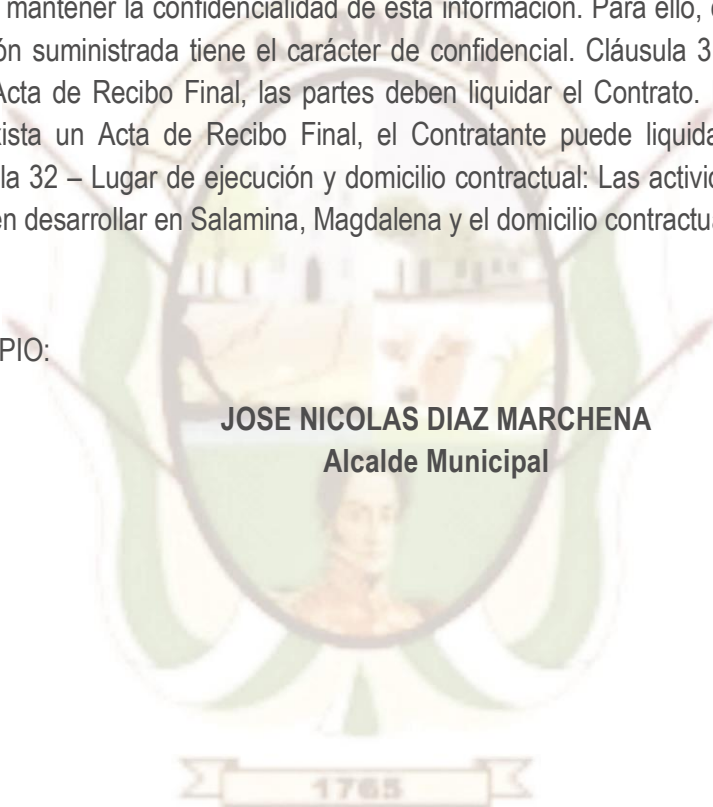 mantener la confidencialidad de esta información. Para ello,
ón suministrada tiene el carácter de confidencial. Cláusula 3
Acta de Recibo Final, las partes deben liquidar el Contrato.
ista un Acta de Recibo Final, el Contratante puede liquida
la 32 – Lugar de ejecución y domicilio contractual: Las activi
en desarrollar en Salamina, Magdalena y el domicilio contractu
PIO:
JOSE NICOLAS DIAZ MARCHENA
Alcalde Municipal
SALAMINA
1765